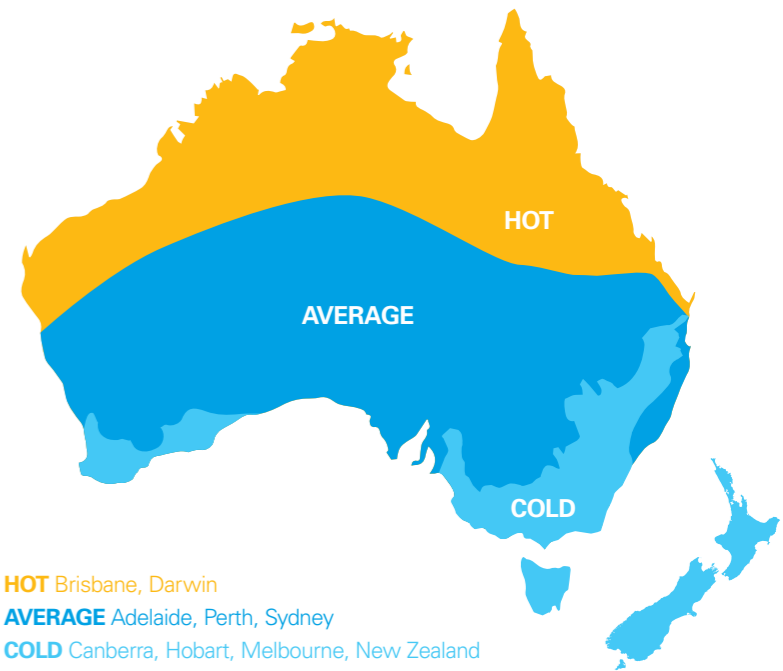 HOT
AVERAGE
COLD
HOT Brisbane, Darwin
AVERAGE Adelaide, Perth, Sydney
COLD Canberra, Hobart, Melbourne, New Zealand